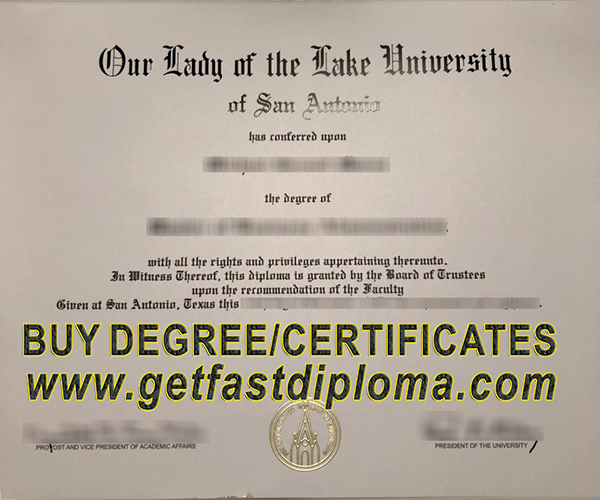 Our Lady of the Lake University
of San Antonio
has conferred upon
the degree of
with all the rights and privileges appertaining thereunto.
In Witness Thereof, this diploma is granted by the Board of Trustees
upon the recommendation of the Faculty
Given at San Antonio, Texas this
BUY DEGREE/CERTIFICATES
www.getfastdiploma.com
PROVOST AND VICE PRESIDENT OF ACADEMIC AFFAIRS
PRESIDENT OF THE UNIVERSITY